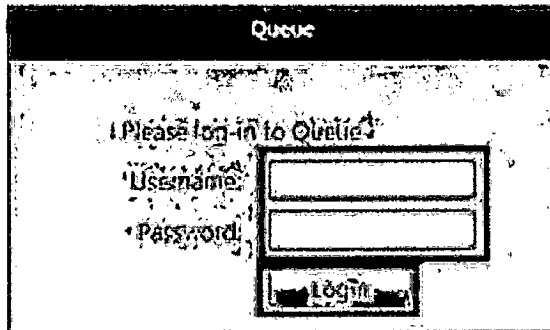 Queue
Please log-in to Queue
Username:
Password:
Login